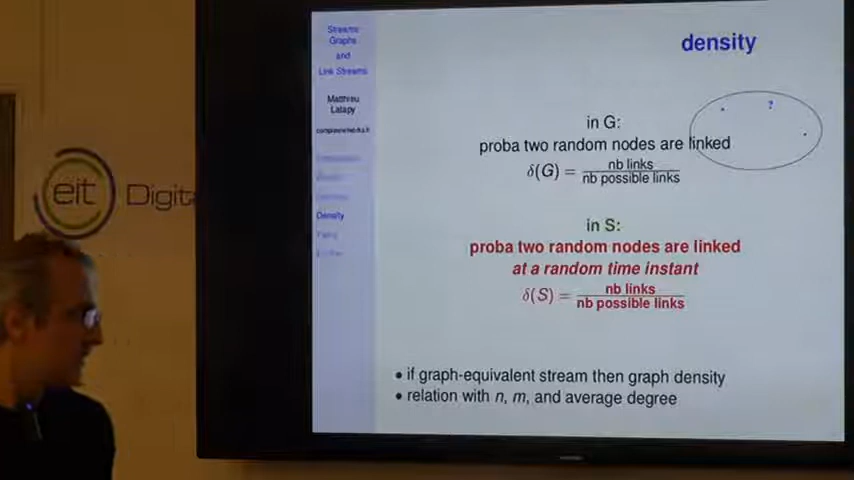 Streams
Graphs
and
Link Streams
Matthieu
Latapy
Density
density
in G:
proba two random nodes are linked
δ(G) = nb links
nb possible links
?
in S:
proba two random nodes are linked
at a random time instant
δ(S) = nb links
nb possible links
• if graph-equivalent stream then graph density
• relation with n, m, and average degree
eit Digita